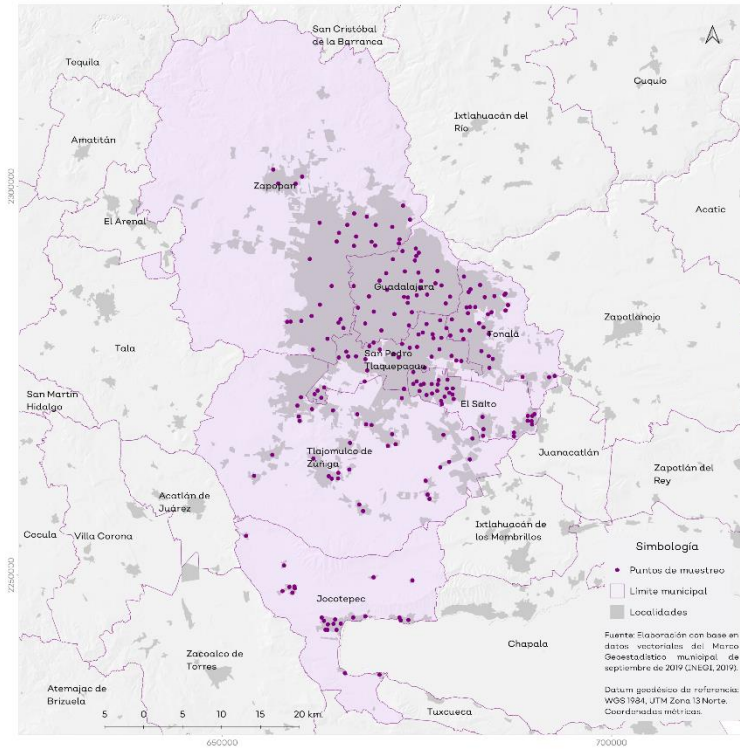 San Cristóbal
de la Barranca
Tequila
Cuquío
Ixtlahuacán del
Río
Amatitán
2300000
Zapopan
Acatic
El Arenal
Guadalajara
Zapotlanejo
Tonalá
Tala
San Pedro
Tlaquepaque
San Martín
Hidalgo
El Salto
Juanacatlán
Tlajomulco de
Zúñiga
Zapotlán del
Rey
Acatlán de
Juárez
Ixtlahuacán de
los Membrillos
Cocula
Villa Corona
2250000
Simbología
Puntos de muestreo
Límite municipal
Localidades
Jocotepec
Fuente: Elaboración con base en
datos vectoriales del Marco
Geoestadístico municipal de
septiembre de 2019 (INEGI, 2019).
Chapala
Zacoalco de
Torres
Datum geodésico de referencia:
WGS 1984, UTM Zona 13 Norte.
Coordenadas métricas.
Atemajac de
Brizuela
Tuxcueca
5 0 5 10 15 20 km
650000
700000